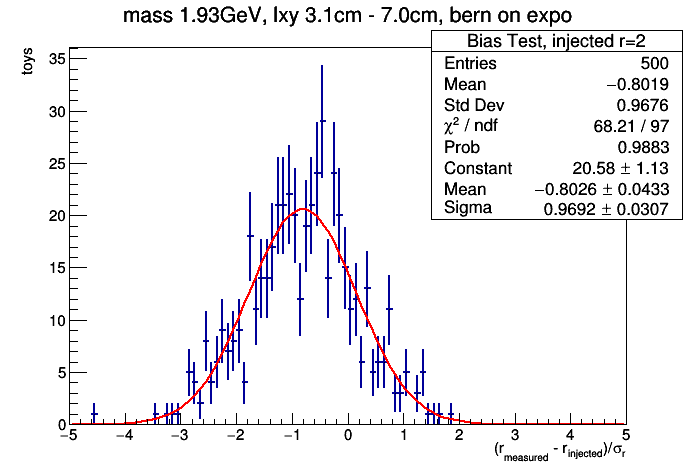 mass 1.93GeV, lxy 3.1cm - 7.0cm, bern on expo
Bias Test, injected r=2
Entries 500
Mean −0.8019
Std Dev 0.9676
χ² / ndf 68.21 / 97
Prob 0.9883
Constant 20.58 ± 1.13
Mean −0.8026 ± 0.0433
Sigma 0.9692 ± 0.0307
toys
35
30
25
20
15
10
5
0
−5 −4 −3 −2 −1 0 1 2 3 4 5
(r_measured - r_injected)/σ_r